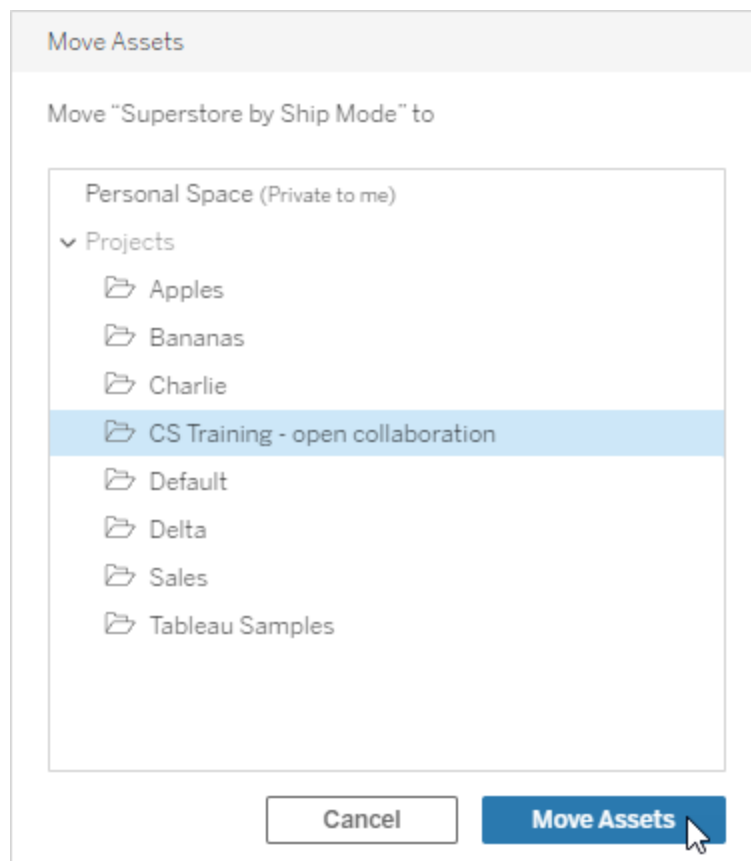 Move Assets
Move “Superstore by Ship Mode” to
Personal Space (Private to me)
Projects
Apples
Bananas
Charlie
CS Training - open collaboration
Default
Delta
Sales
Tableau Samples
Cancel
Move Assets